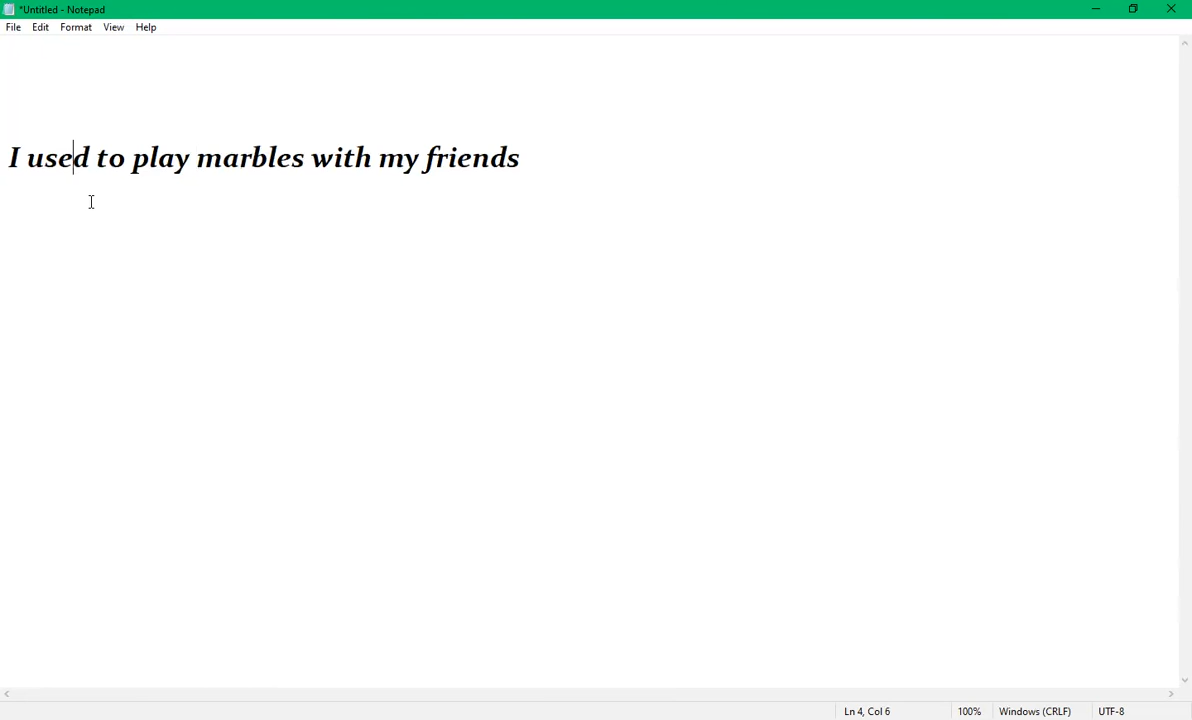 *Untitled - Notepad
File Edit Format View Help
I used to play marbles with my friends
Ln 4, Col 6 100% Windows (CRLF) UTF-8